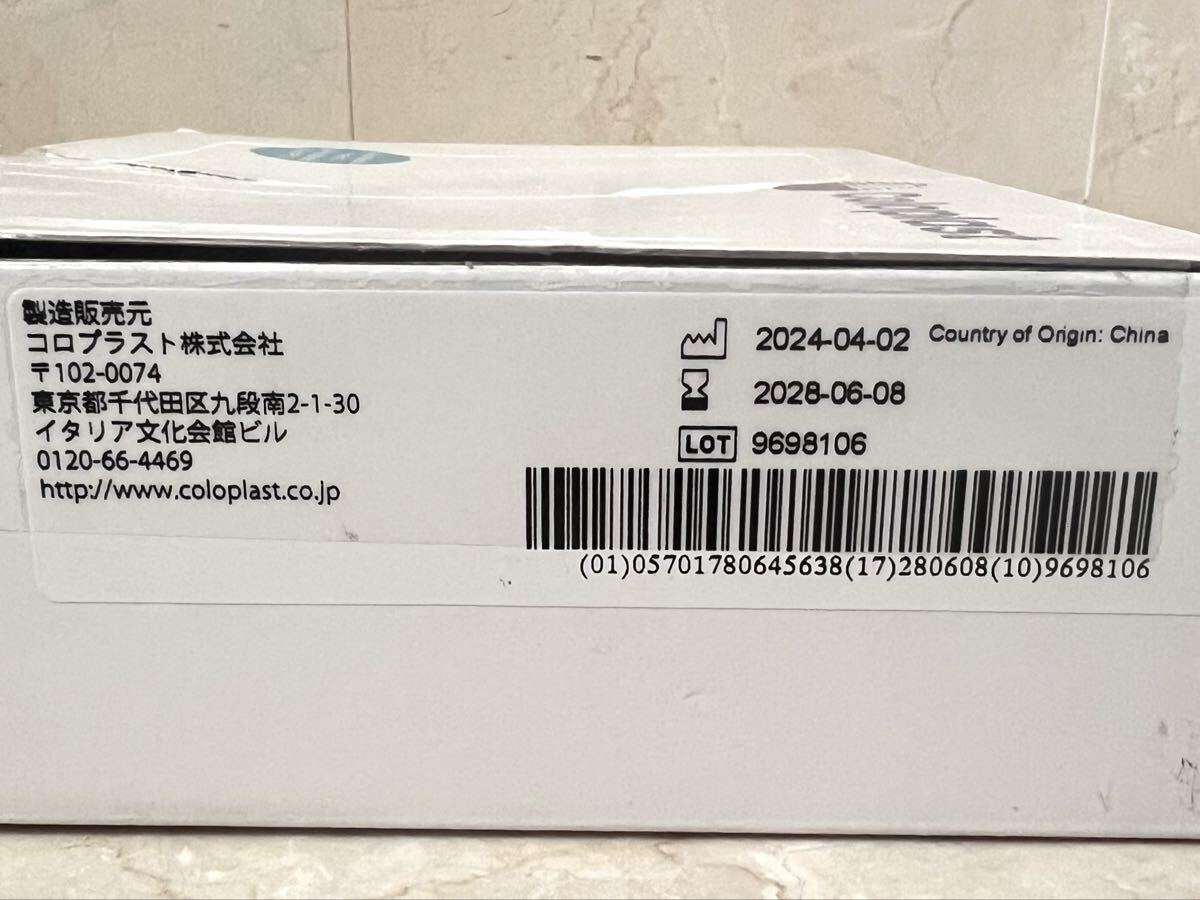 Coloplast
製造販売元
コロプラスト株式会社
〒102-0074
東京都千代田区九段南2-1-30
イタリア文化会館ビル
0120-66-4469
http://www.coloplast.co.jp
2024-04-02 Country of Origin: China
2028-06-08
LOT 9698106
(01)05701780645638(17)280608(10)9698106